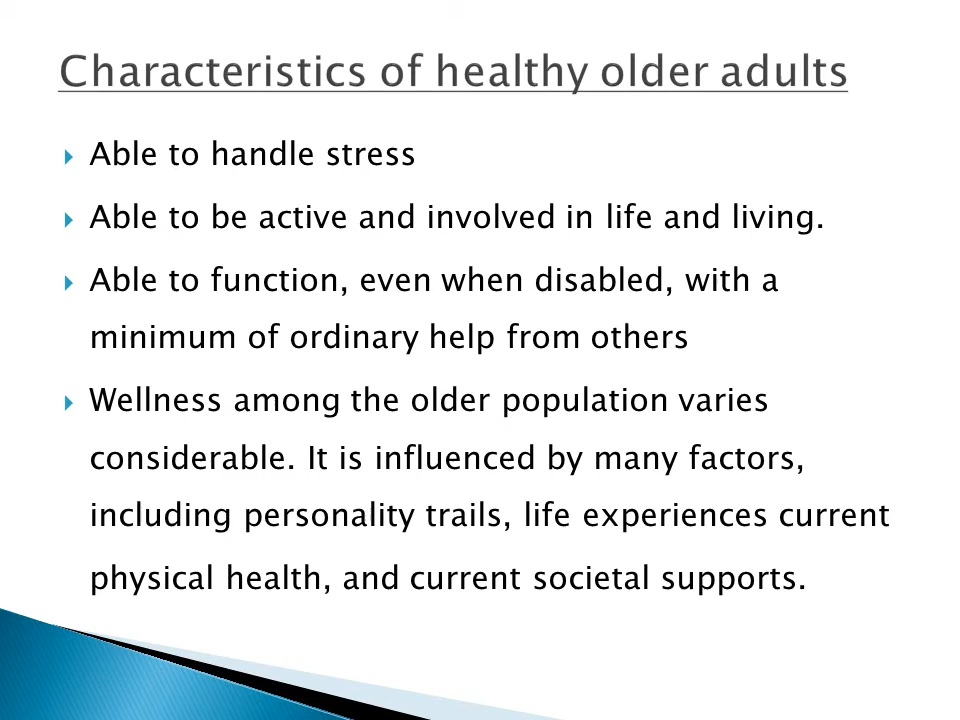 Characteristics of healthy older adults
Able to handle stress
Able to be active and involved in life and living.
Able to function, even when disabled, with a
minimum of ordinary help from others
Wellness among the older population varies
considerable. It is influenced by many factors,
including personality trails, life experiences current
physical health, and current societal supports.